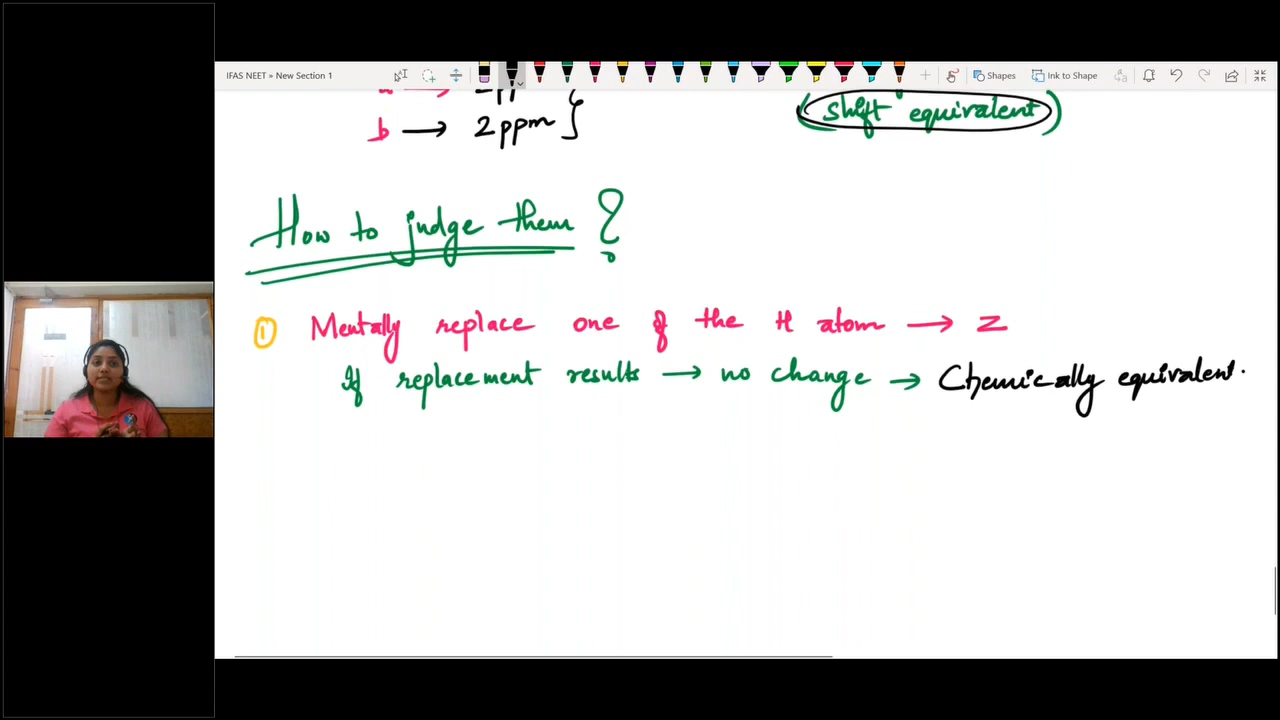 IFAS NEET » New Section 1
Shapes
Ink to Shape
b → 2ppm
(shift equivalent)
How to judge them ?
① Mentally replace one of the H atom → Z
If replacement results → no change → Chemically equivalent.